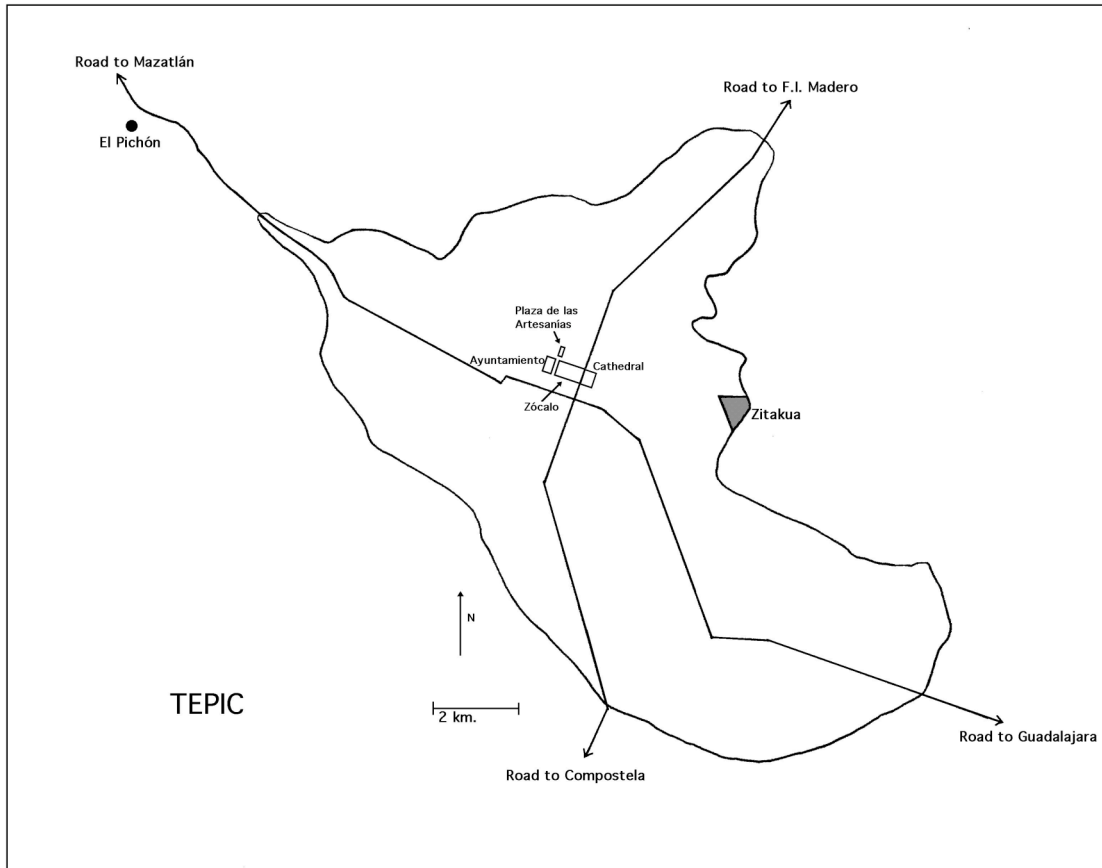 Road to Mazatlán
El Pichón
Road to F.I. Madero
Plaza de las
Artesanías
Ayuntamiento
Cathedral
Zócalo
Zitakua
N
TEPIC
2 km.
Road to Guadalajara
Road to Compostela